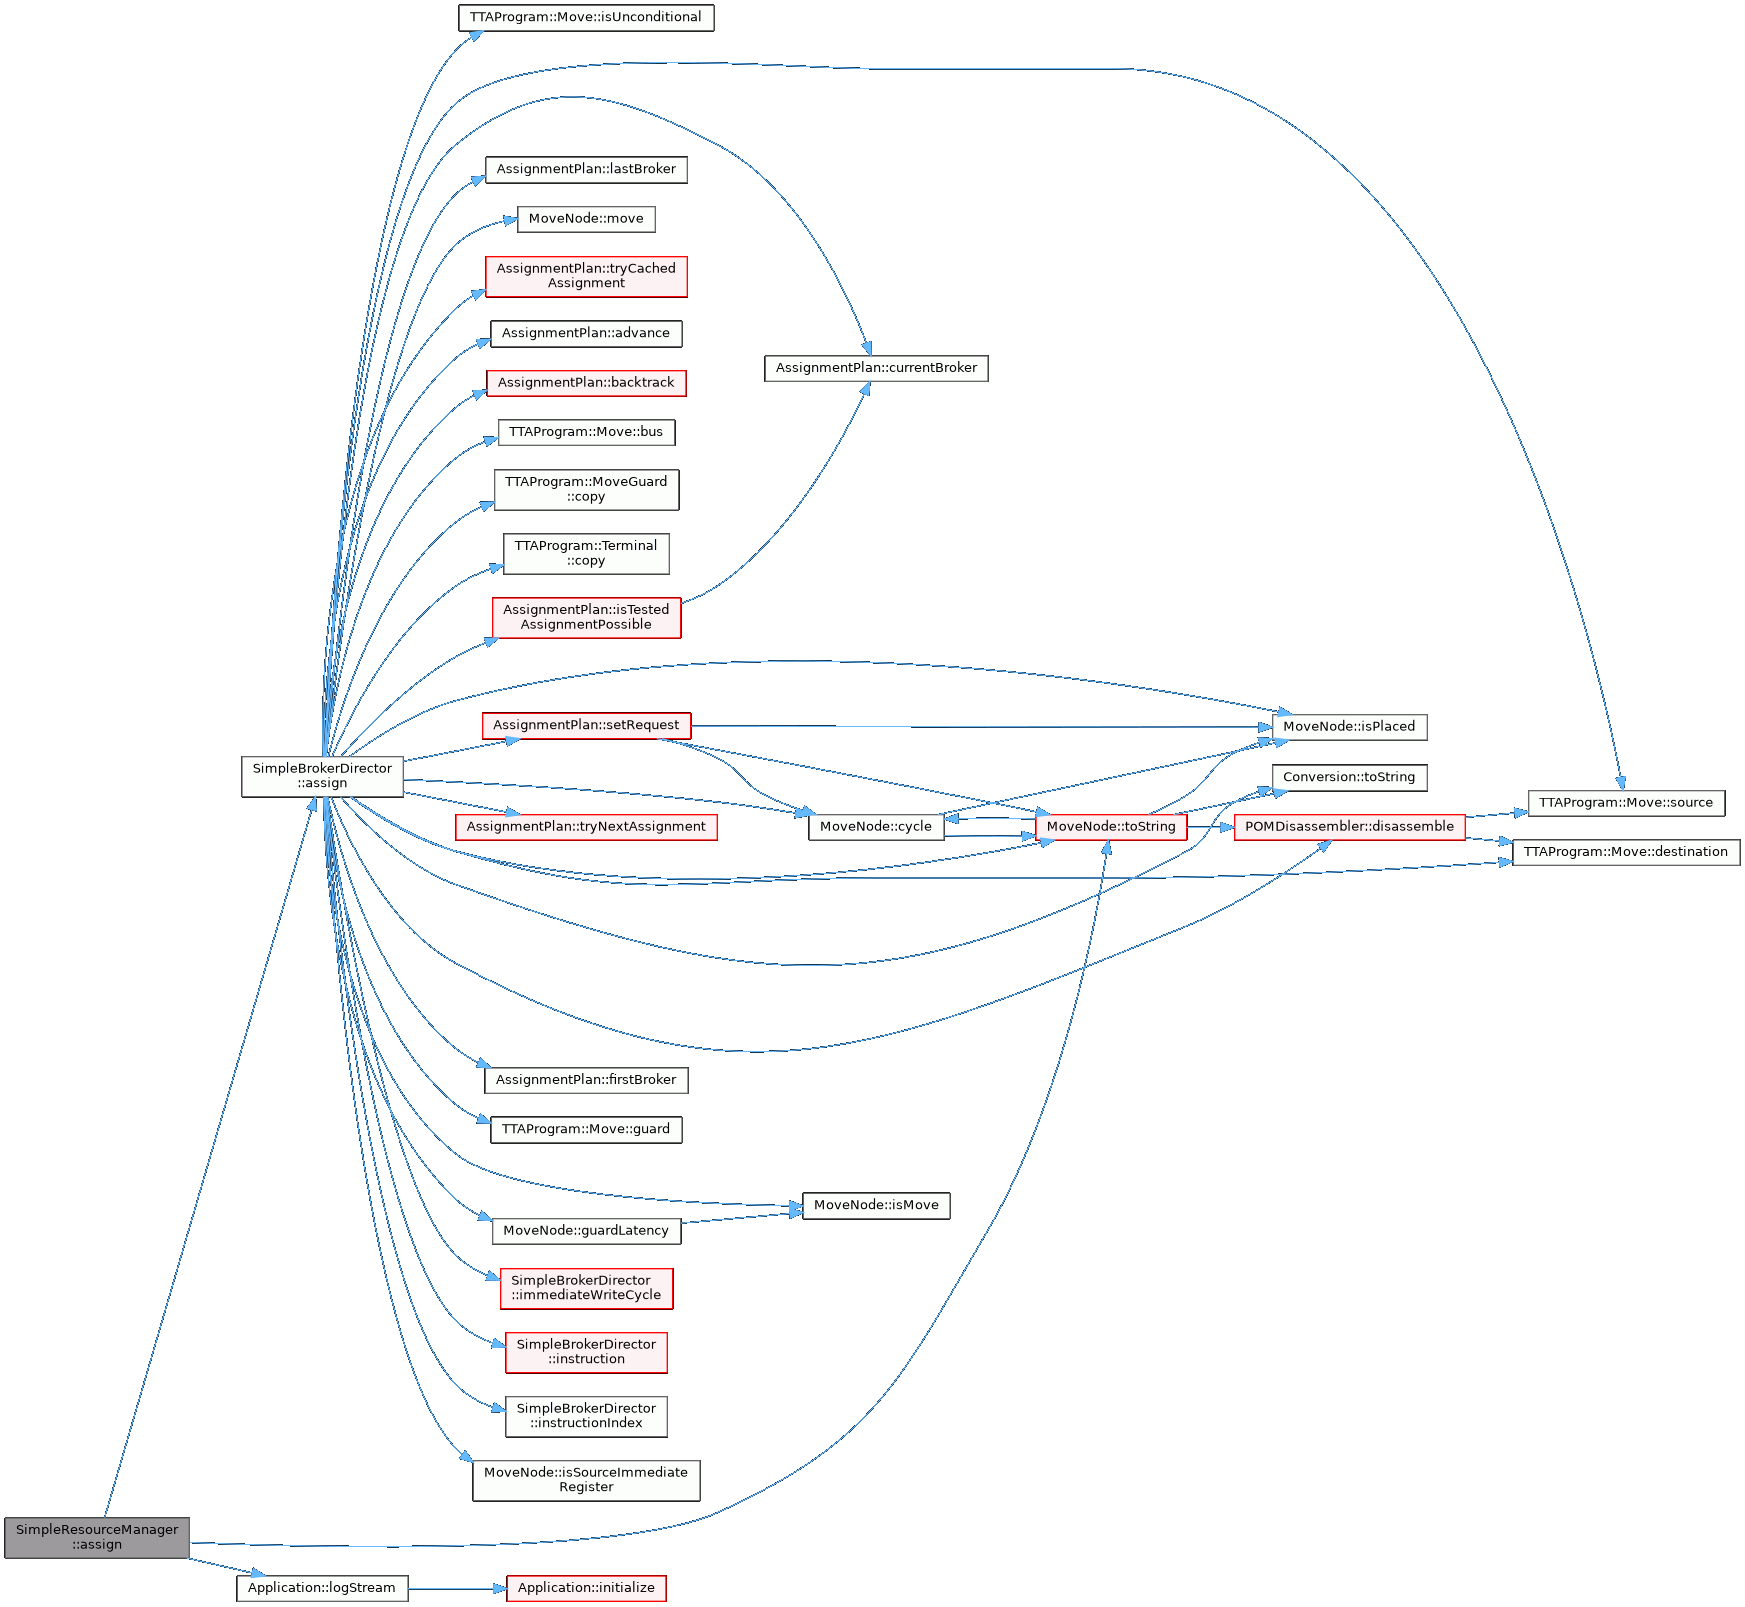 TTAProgram::Move::isUnconditional
AssignmentPlan::lastBroker
MoveNode::move
AssignmentPlan::tryCached
Assignment
AssignmentPlan::advance
AssignmentPlan::currentBroker
AssignmentPlan::backtrack
TTAProgram::Move::bus
TTAProgram::MoveGuard
::copy
TTAProgram::Terminal
::copy
AssignmentPlan::isTested
AssignmentPossible
AssignmentPlan::setRequest
MoveNode::isPlaced
SimpleBrokerDirector
::assign
Conversion::toString
TTAProgram::Move::source
AssignmentPlan::tryNextAssignment
MoveNode::cycle
MoveNode::toString
POMDisassembler::disassemble
TTAProgram::Move::destination
AssignmentPlan::firstBroker
TTAProgram::Move::guard
MoveNode::isMove
MoveNode::guardLatency
SimpleBrokerDirector
::immediateWriteCycle
SimpleBrokerDirector
::instruction
SimpleBrokerDirector
::instructionIndex
MoveNode::isSourceImmediate
Register
SimpleResourceManager
::assign
Application::logStream
Application::initialize